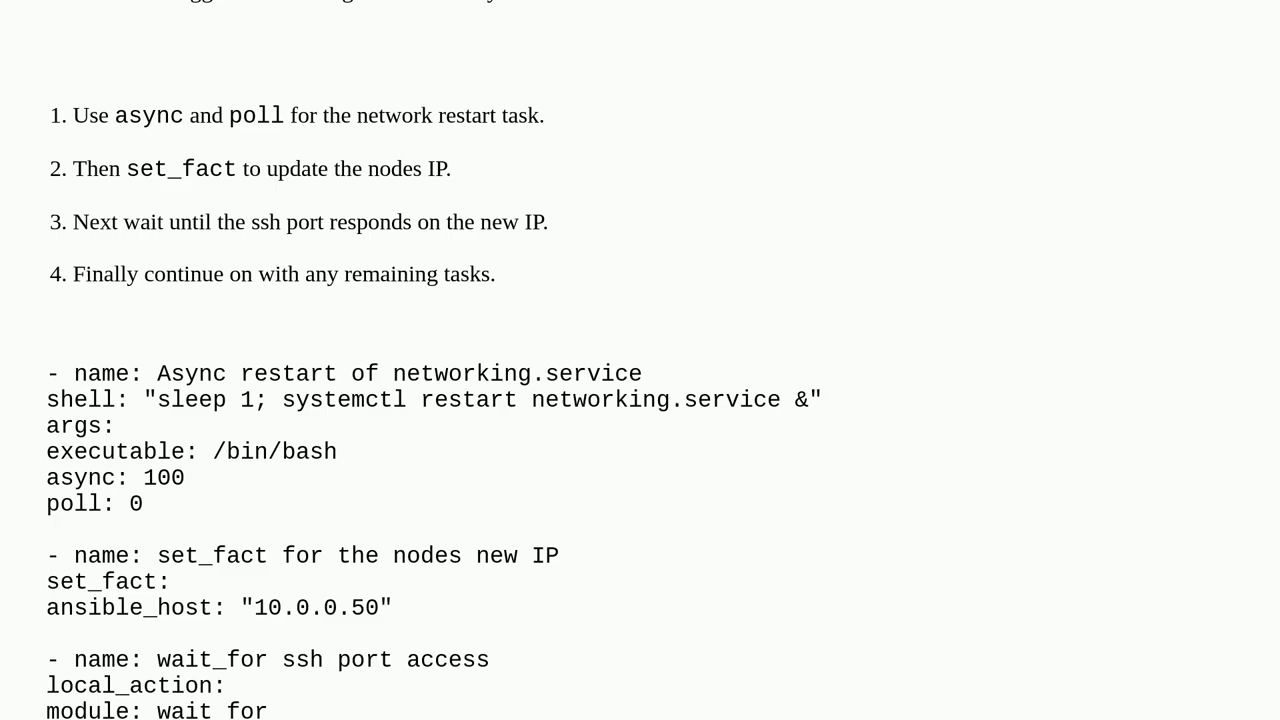 1. Use async and poll for the network restart task.
2. Then set_fact to update the nodes IP.
3. Next wait until the ssh port responds on the new IP.
4. Finally continue on with any remaining tasks.
- name: Async restart of networking.service
shell: "sleep 1; systemctl restart networking.service &"
args:
executable: /bin/bash
async: 100
poll: 0
- name: set_fact for the nodes new IP
set_fact:
ansible_host: "10.0.0.50"
- name: wait_for ssh port access
local_action:
module: wait_for